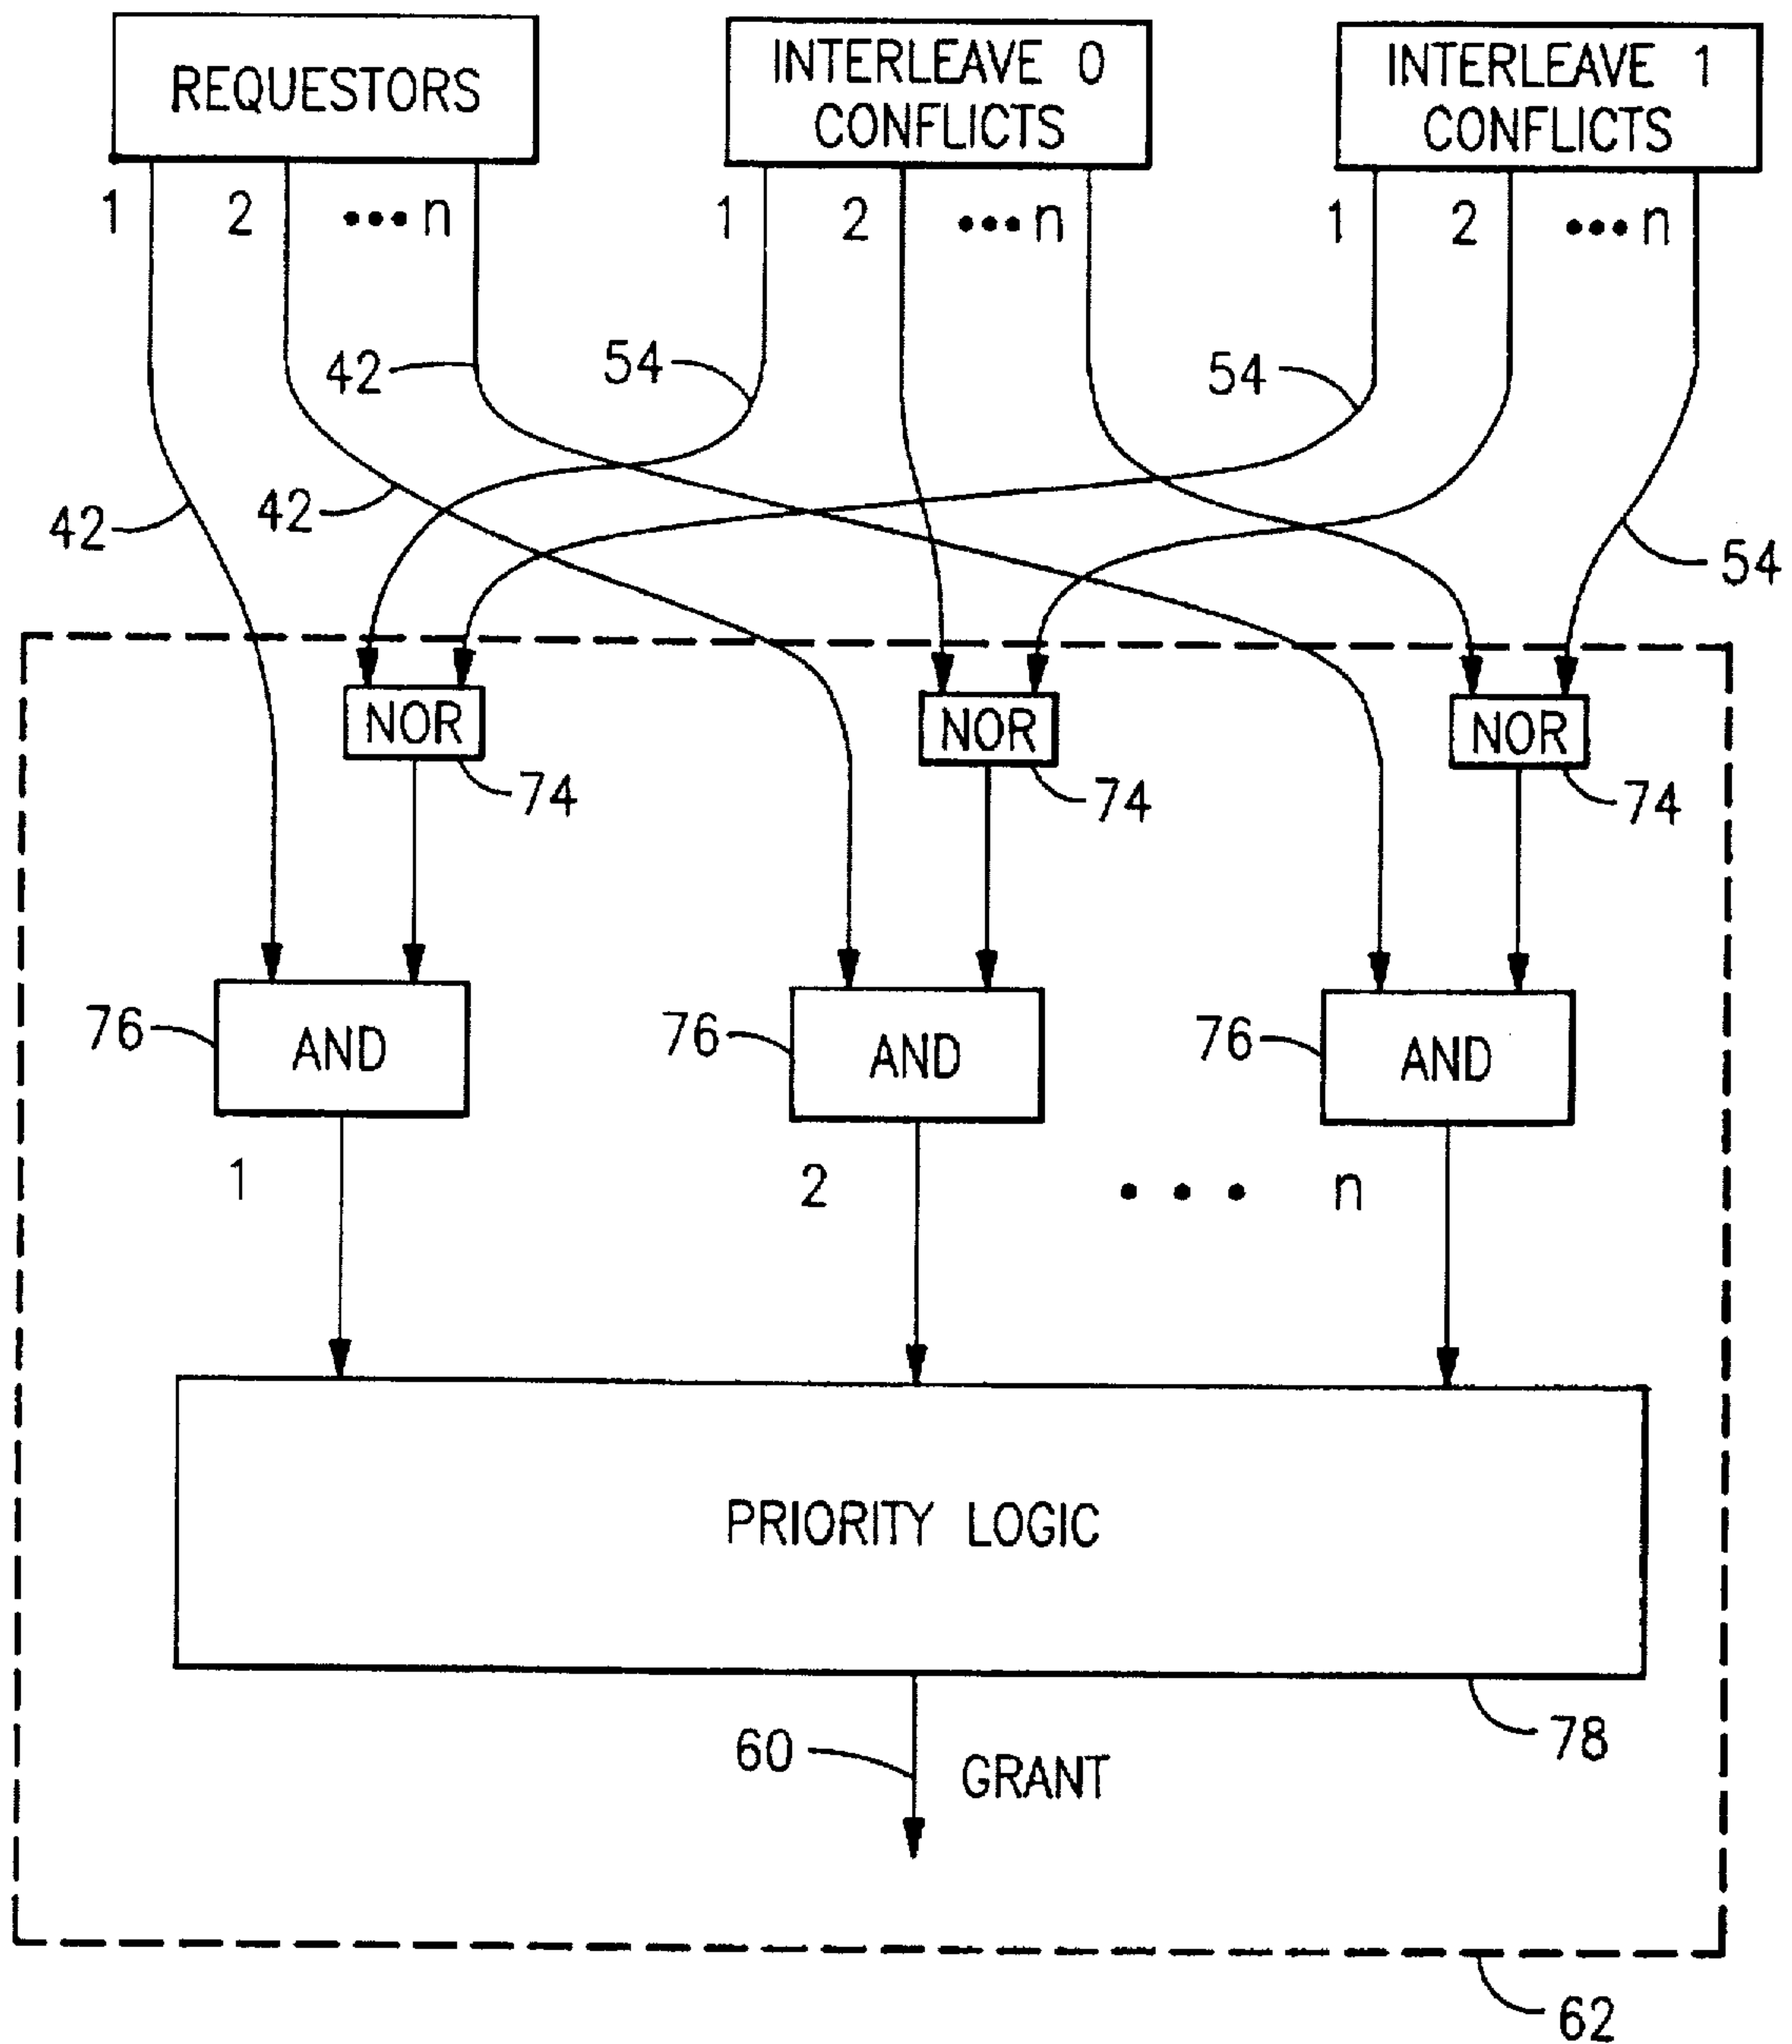 REQUESTORS
INTERLEAVE 0
CONFLICTS
INTERLEAVE 1
CONFLICTS
1 2 •••n
1 2 •••n
1 2 •••n
42
54
54
42
42
54
NOR
NOR
NOR
74
74
74
76
AND
76
AND
76
AND
1 2 • • • n
PRIORITY LOGIC
78
60
GRANT
62